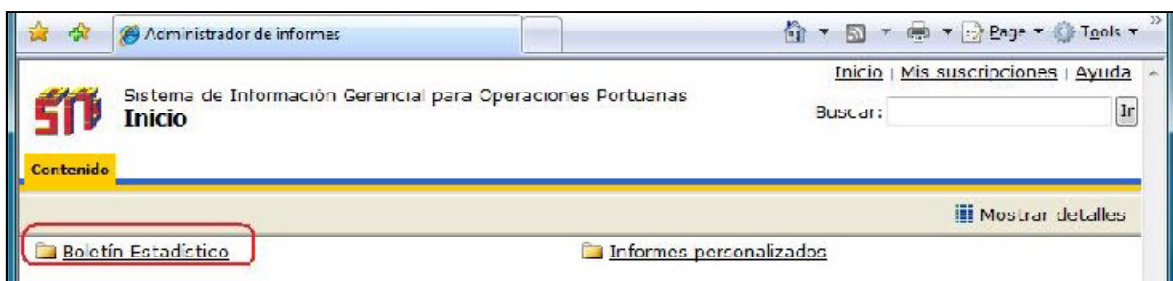 Administrador de informes
Page
Tools
Inicio | Mis suscripciones | Ayuda
Sistema de Información Gerencial para Operaciones Portuarias
Inicio
Buscar:
Ir
Contenido
Mostrar detalles
Boletín Estadístico
Informes personalizados